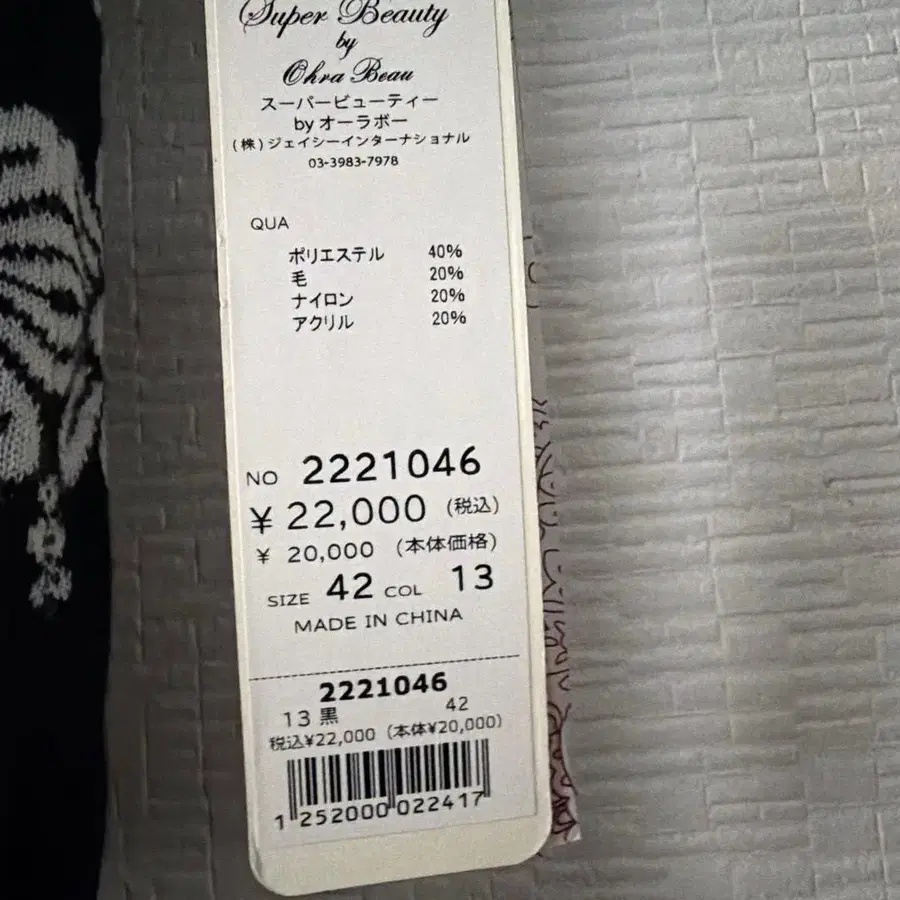 Super Beauty
by
Ohra Beau
スーパービューティー
by オーラボー
(株)ジェイシーインターナショナル
03-3983-7978
QUA
ポリエステル 40%
毛 20%
ナイロン 20%
アクリル 20%
NO 2221046
¥ 22,000 (税込)
¥ 20,000 (本体価格)
SIZE 42 COL 13
MADE IN CHINA
2221046
13 黒 42
税込¥22,000 (本体¥20,000)
1 252000 022417